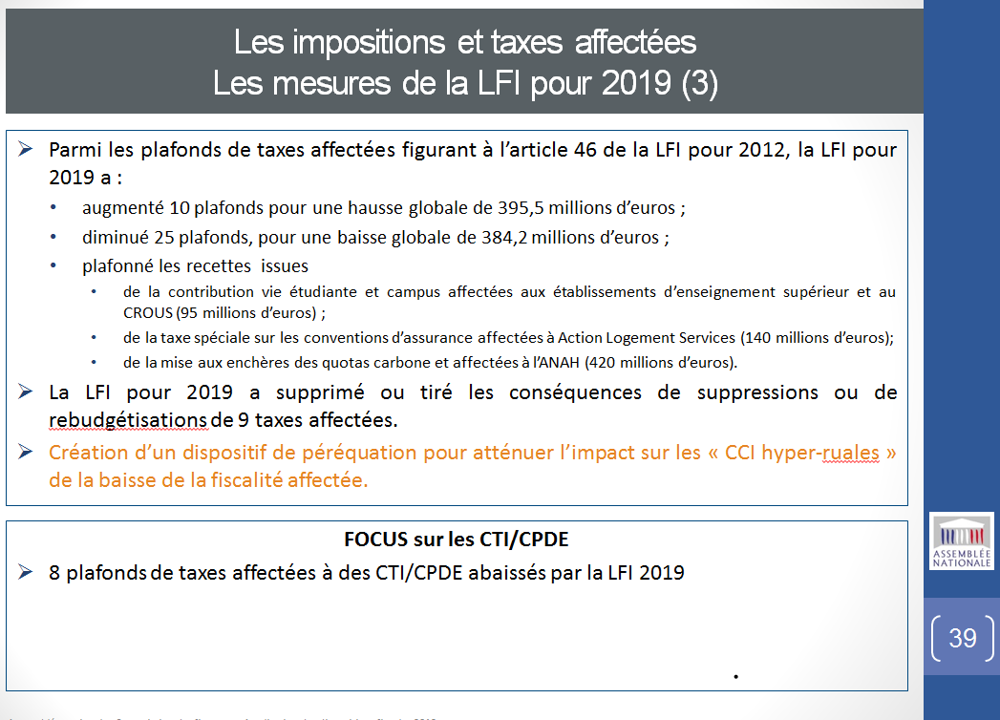 Les impositions et taxes affectées
Les mesures de la LFI pour 2019 (3)
➢ Parmi les plafonds de taxes affectées figurant à l'article 46 de la LFI pour 2012, la LFI pour
2019 a :
• augmenté 10 plafonds pour une hausse globale de 395,5 millions d'euros ;
• diminué 25 plafonds, pour une baisse globale de 384,2 millions d'euros ;
• plafonné les recettes issues
• de la contribution vie étudiante et campus affectées aux établissements d'enseignement supérieur et au
CROUS (95 millions d'euros) ;
• de la taxe spéciale sur les conventions d'assurance affectées à Action Logement Services (140 millions d'euros);
• de la mise aux enchères des quotas carbone et affectées à l'ANAH (420 millions d'euros).
➢ La LFI pour 2019 a supprimé ou tiré les conséquences de suppressions ou de
rebudgétisations de 9 taxes affectées.
➢ Création d'un dispositif de péréquation pour atténuer l'impact sur les « CCI hyper-ruales »
de la baisse de la fiscalité affectée.
FOCUS sur les CTI/CPDE
➢ 8 plafonds de taxes affectées à des CTI/CPDE abaissés par la LFI 2019
.
ASSEMBLÉE
NATIONALE
39